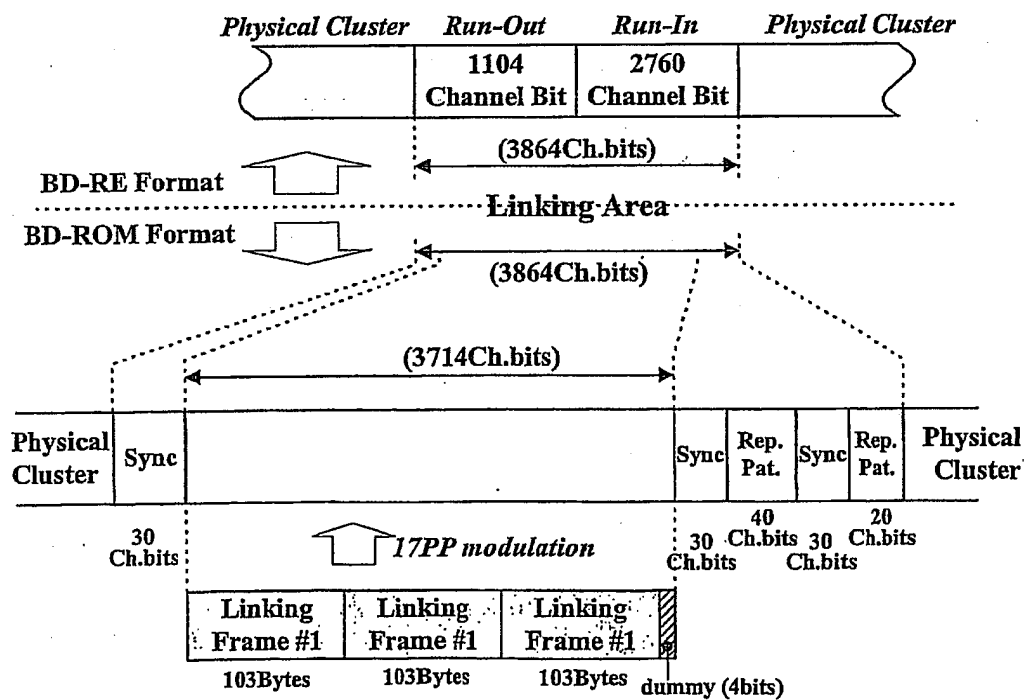 Physical Cluster Run-Out Run-In Physical Cluster
1104
Channel Bit
2760
Channel Bit
(3864Ch.bits)
BD-RE Format
Linking Area
BD-ROM Format
(3864Ch.bits)
(3714Ch.bits)
Physical
Cluster
Sync
Sync
Rep.
Pat.
Sync
Rep.
Pat.
Physical
Cluster
30
Ch.bits
17PP modulation
30
Ch.bits
40
Ch.bits
30
Ch.bits
20
Ch.bits
Linking
Frame #1
Linking
Frame #1
Linking
Frame #1
103Bytes
103Bytes
103Bytes
dummy (4bits)